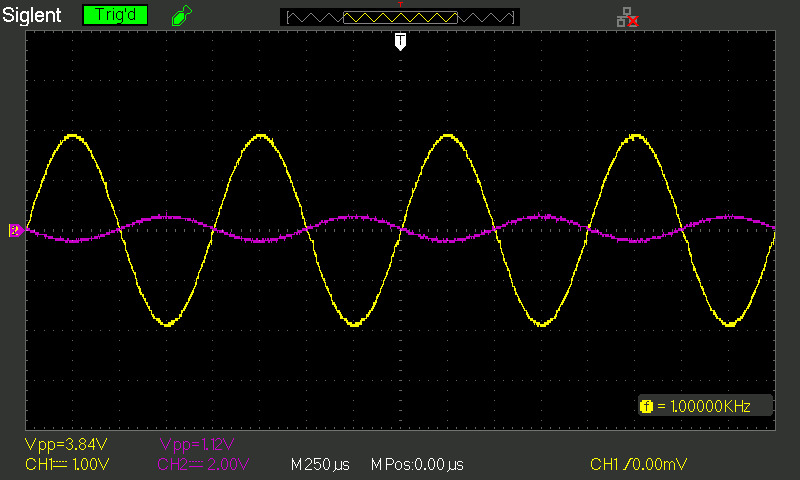 Siglent Trig'd
T
f = 1.00000KHz
Vpp=3.84V Vpp=1.12V
CH1 1.00V CH2 2.00V M250µs M Pos:0.00µs CH1 /0.00mV